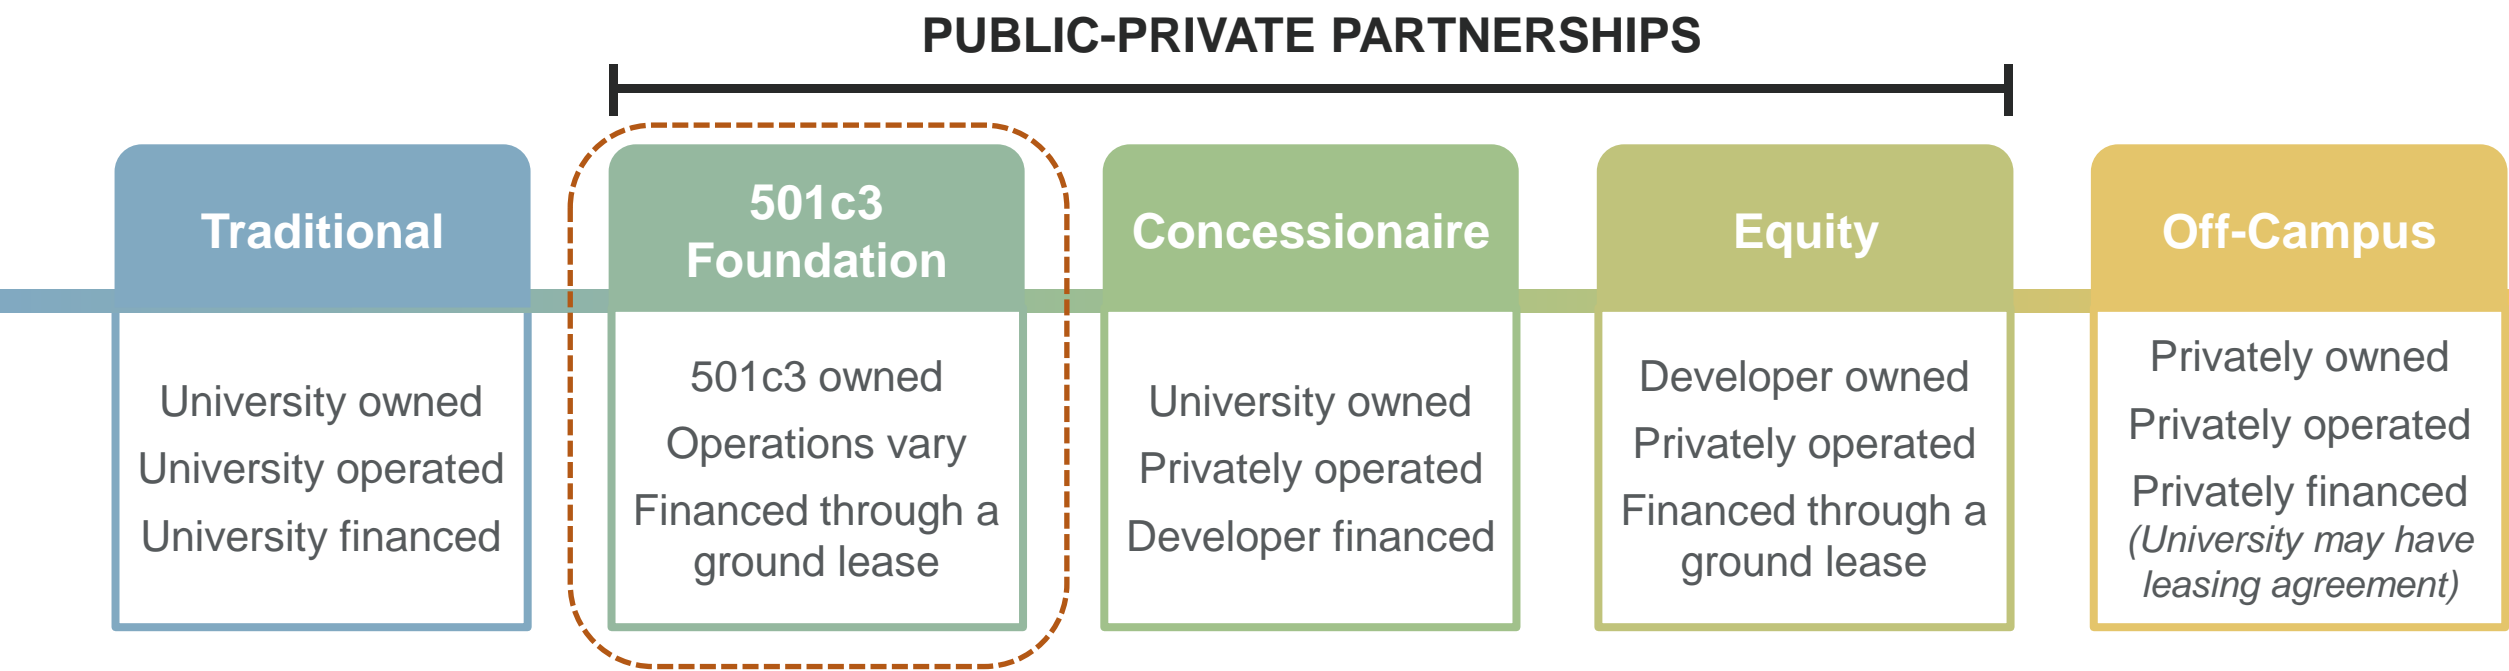 PUBLIC-PRIVATE PARTNERSHIPS
Traditional
University owned
University operated
University financed
501c3
Foundation
501c3 owned
Operations vary
Financed through a
ground lease
Concessionaire
University owned
Privately operated
Developer financed
Equity
Developer owned
Privately operated
Financed through a
ground lease
Off-Campus
Privately owned
Privately operated
Privately financed
(University may have
leasing agreement)